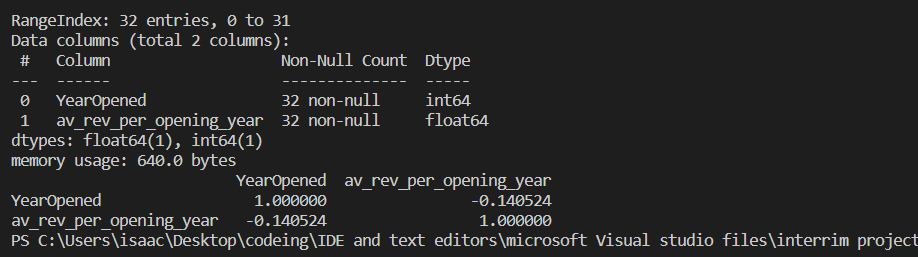 RangeIndex: 32 entries, 0 to 31
Data columns (total 2 columns):
 #   Column                  Non-Null Count  Dtype
---  ------                  --------------  -----
 0   YearOpened              32 non-null     int64
 1   av_rev_per_opening_year  32 non-null     float64
dtypes: float64(1), int64(1)
memory usage: 640.0 bytes
                         YearOpened  av_rev_per_opening_year
YearOpened                 1.000000                -0.140524
av_rev_per_opening_year   -0.140524                 1.000000
PS C:\Users\isaac\Desktop\codeing\IDE and text editors\microsoft Visual studio files\interrim project